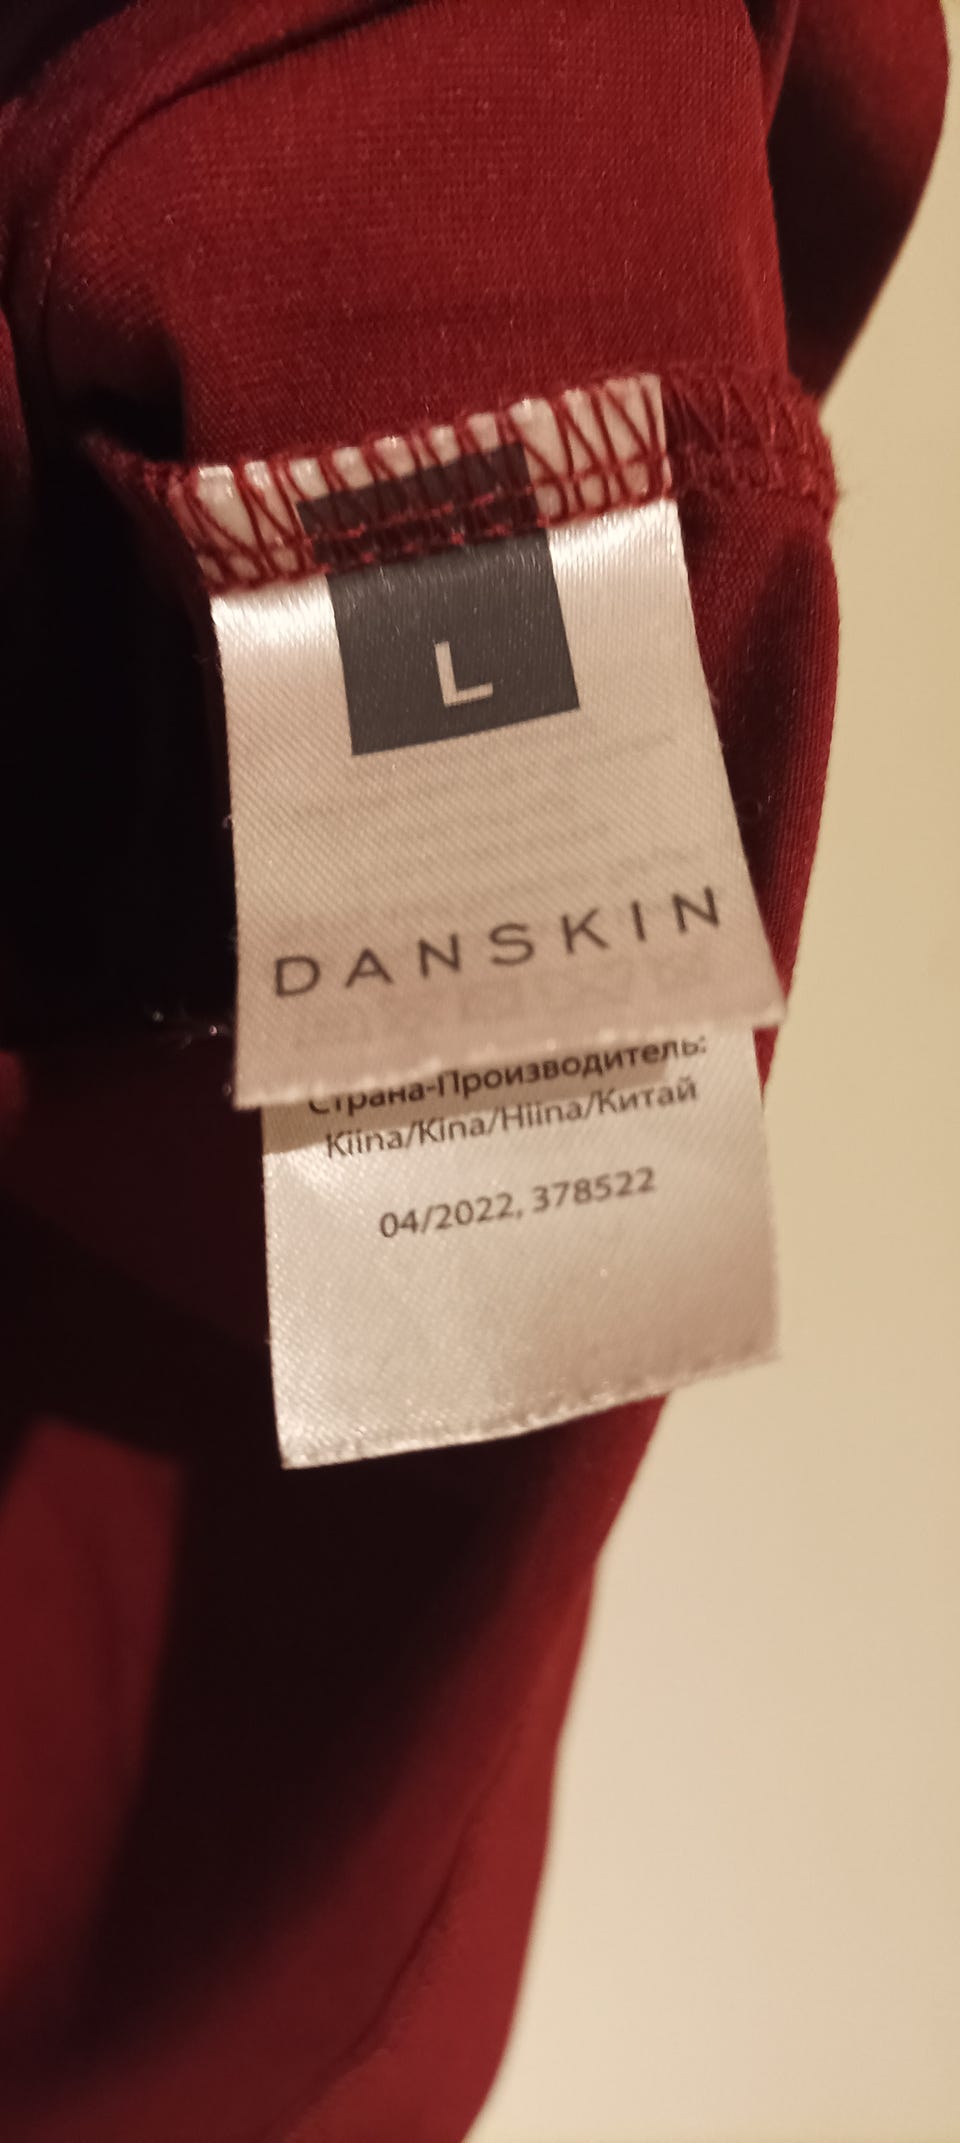 L
DANSKIN
Страна-Производитель:
Kiina/Kina/Hiina/Китай
04/2022, 378522